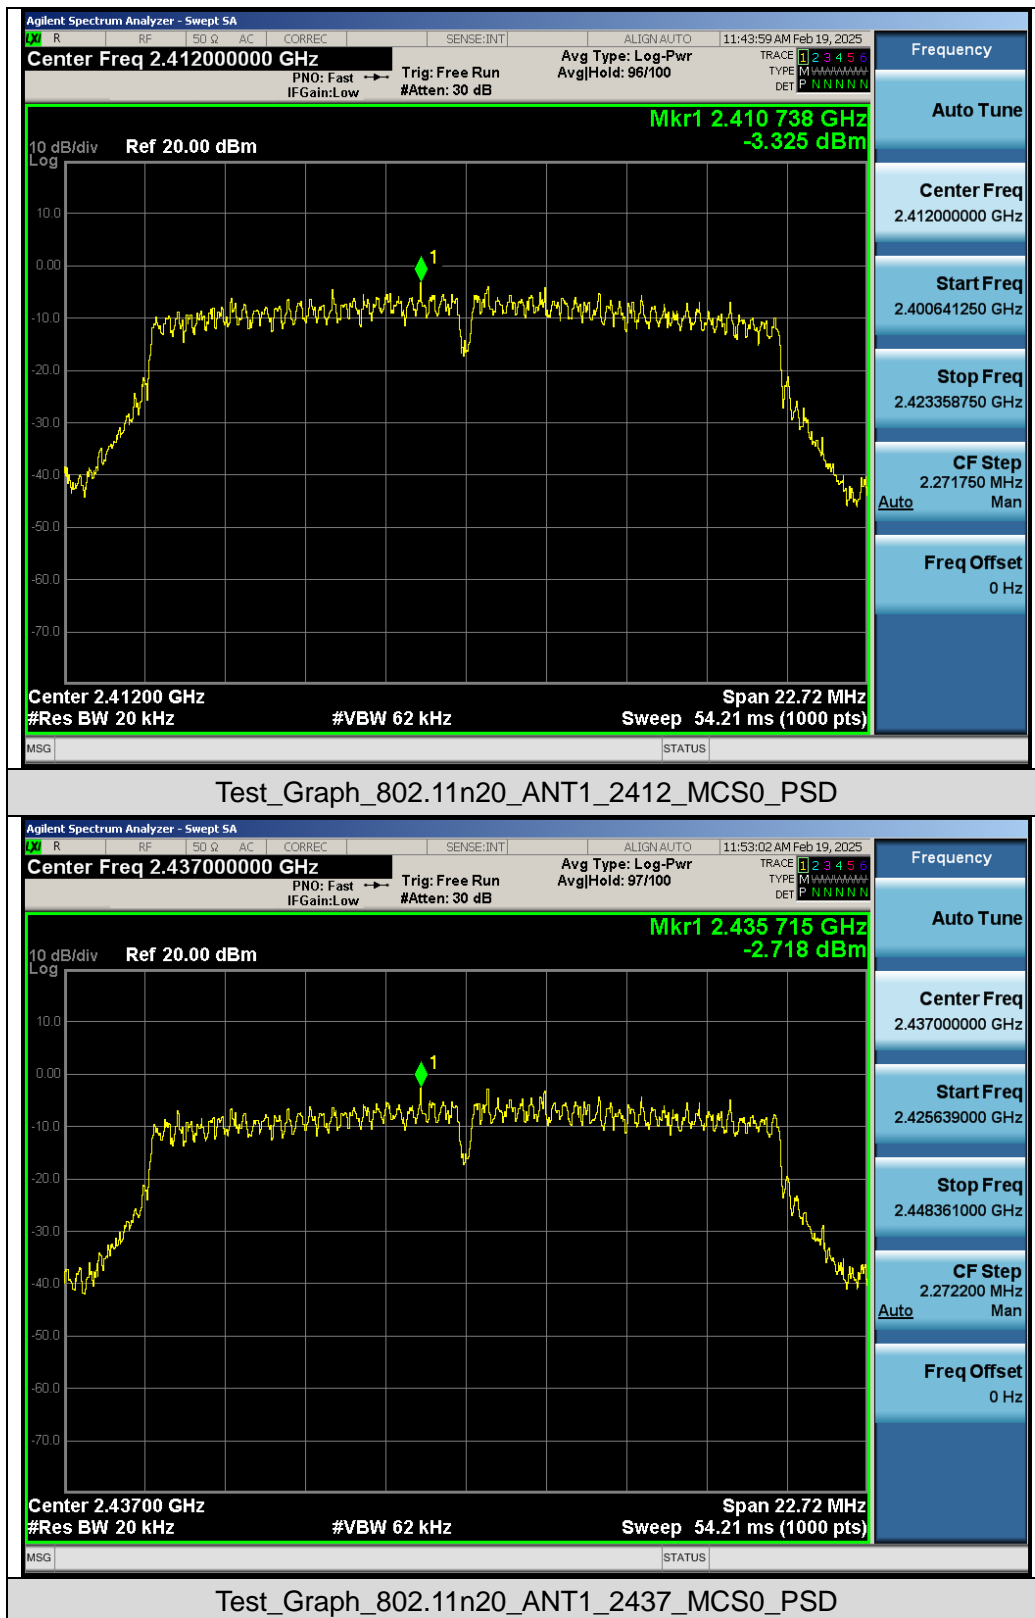 Agilent Spectrum Analyzer - Swept SA
LXI R RF 50 Ω AC CORREC SENSE:INT ALIGN AUTO 11:43:59 AM Feb 19, 2025
Center Freq 2.412000000 GHz
PNO: Fast Trig: Free Run Avg Type: Log-Pwr TRACE 1 2 3 4 5 6
IFGain:Low #Atten: 30 dB Avg|Hold: 96/100 TYPE M WWWWW
DET P N N N N N
Mkr1 2.410 738 GHz
-3.325 dBm
10 dB/div Ref 20.00 dBm
Log
10.0
0.00
1
-10.0
-20.0
-30.0
-40.0
-50.0
-60.0
-70.0
Center 2.41200 GHz Span 22.72 MHz
#Res BW 20 kHz #VBW 62 kHz Sweep 54.21 ms (1000 pts)
MSG STATUS
Frequency
Auto Tune
Center Freq
2.412000000 GHz
Start Freq
2.400641250 GHz
Stop Freq
2.423358750 GHz
CF Step
2.271750 MHz
Auto Man
Freq Offset
0 Hz
Test_Graph_802.11n20_ANT1_2412_MCS0_PSD
Agilent Spectrum Analyzer - Swept SA
LXI R RF 50 Ω AC CORREC SENSE:INT ALIGN AUTO 11:53:02 AM Feb 19, 2025
Center Freq 2.437000000 GHz
PNO: Fast Trig: Free Run Avg Type: Log-Pwr TRACE 1 2 3 4 5 6
IFGain:Low #Atten: 30 dB Avg|Hold: 97/100 TYPE M WWWWW
DET P N N N N N
Mkr1 2.435 715 GHz
-2.718 dBm
10 dB/div Ref 20.00 dBm
Log
10.0
0.00
1
-10.0
-20.0
-30.0
-40.0
-50.0
-60.0
-70.0
Center 2.43700 GHz Span 22.72 MHz
#Res BW 20 kHz #VBW 62 kHz Sweep 54.21 ms (1000 pts)
MSG STATUS
Frequency
Auto Tune
Center Freq
2.437000000 GHz
Start Freq
2.425639000 GHz
Stop Freq
2.448361000 GHz
CF Step
2.272200 MHz
Auto Man
Freq Offset
0 Hz
Test_Graph_802.11n20_ANT1_2437_MCS0_PSD